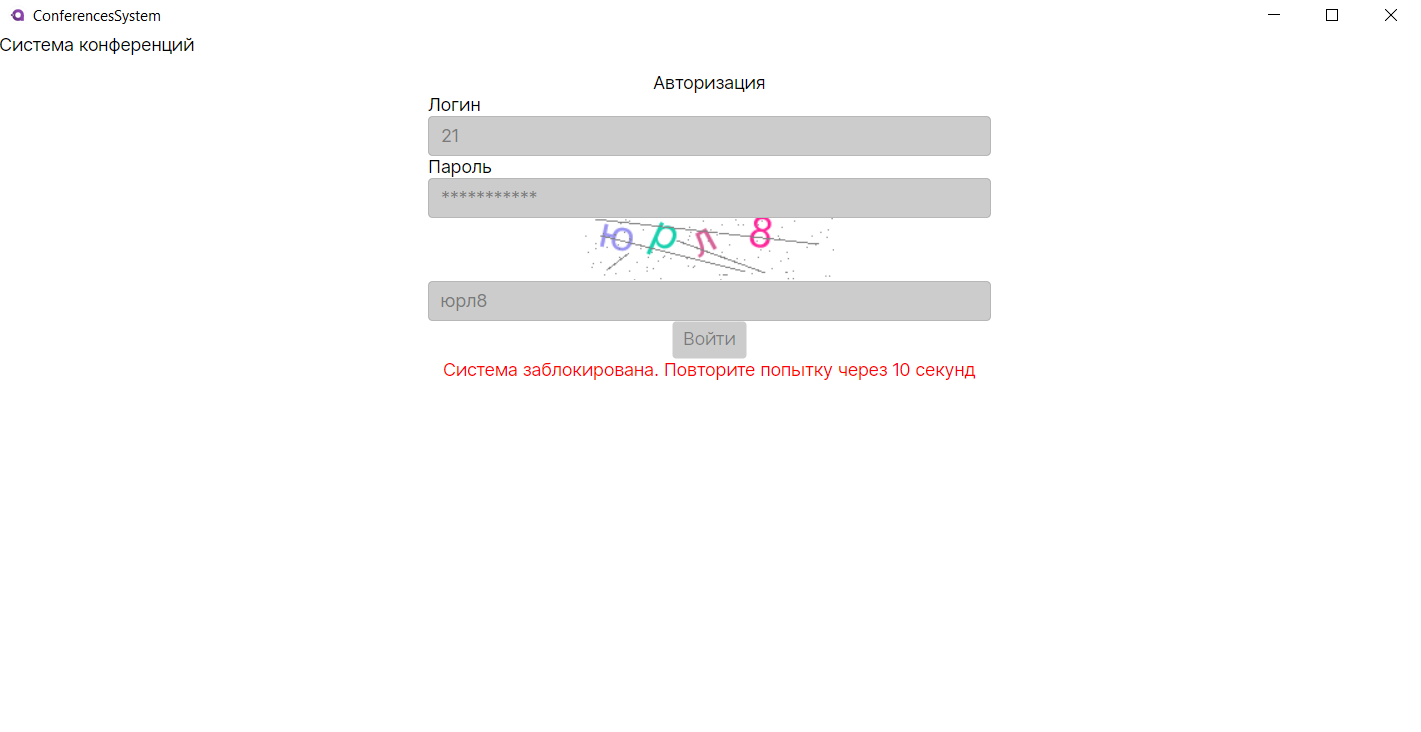 ConferencesSystem
Система конференций
Авторизация
Логин
21
Пароль
***********
юрл8
юрл8
Войти
Система заблокирована. Повторите попытку через 10 секунд